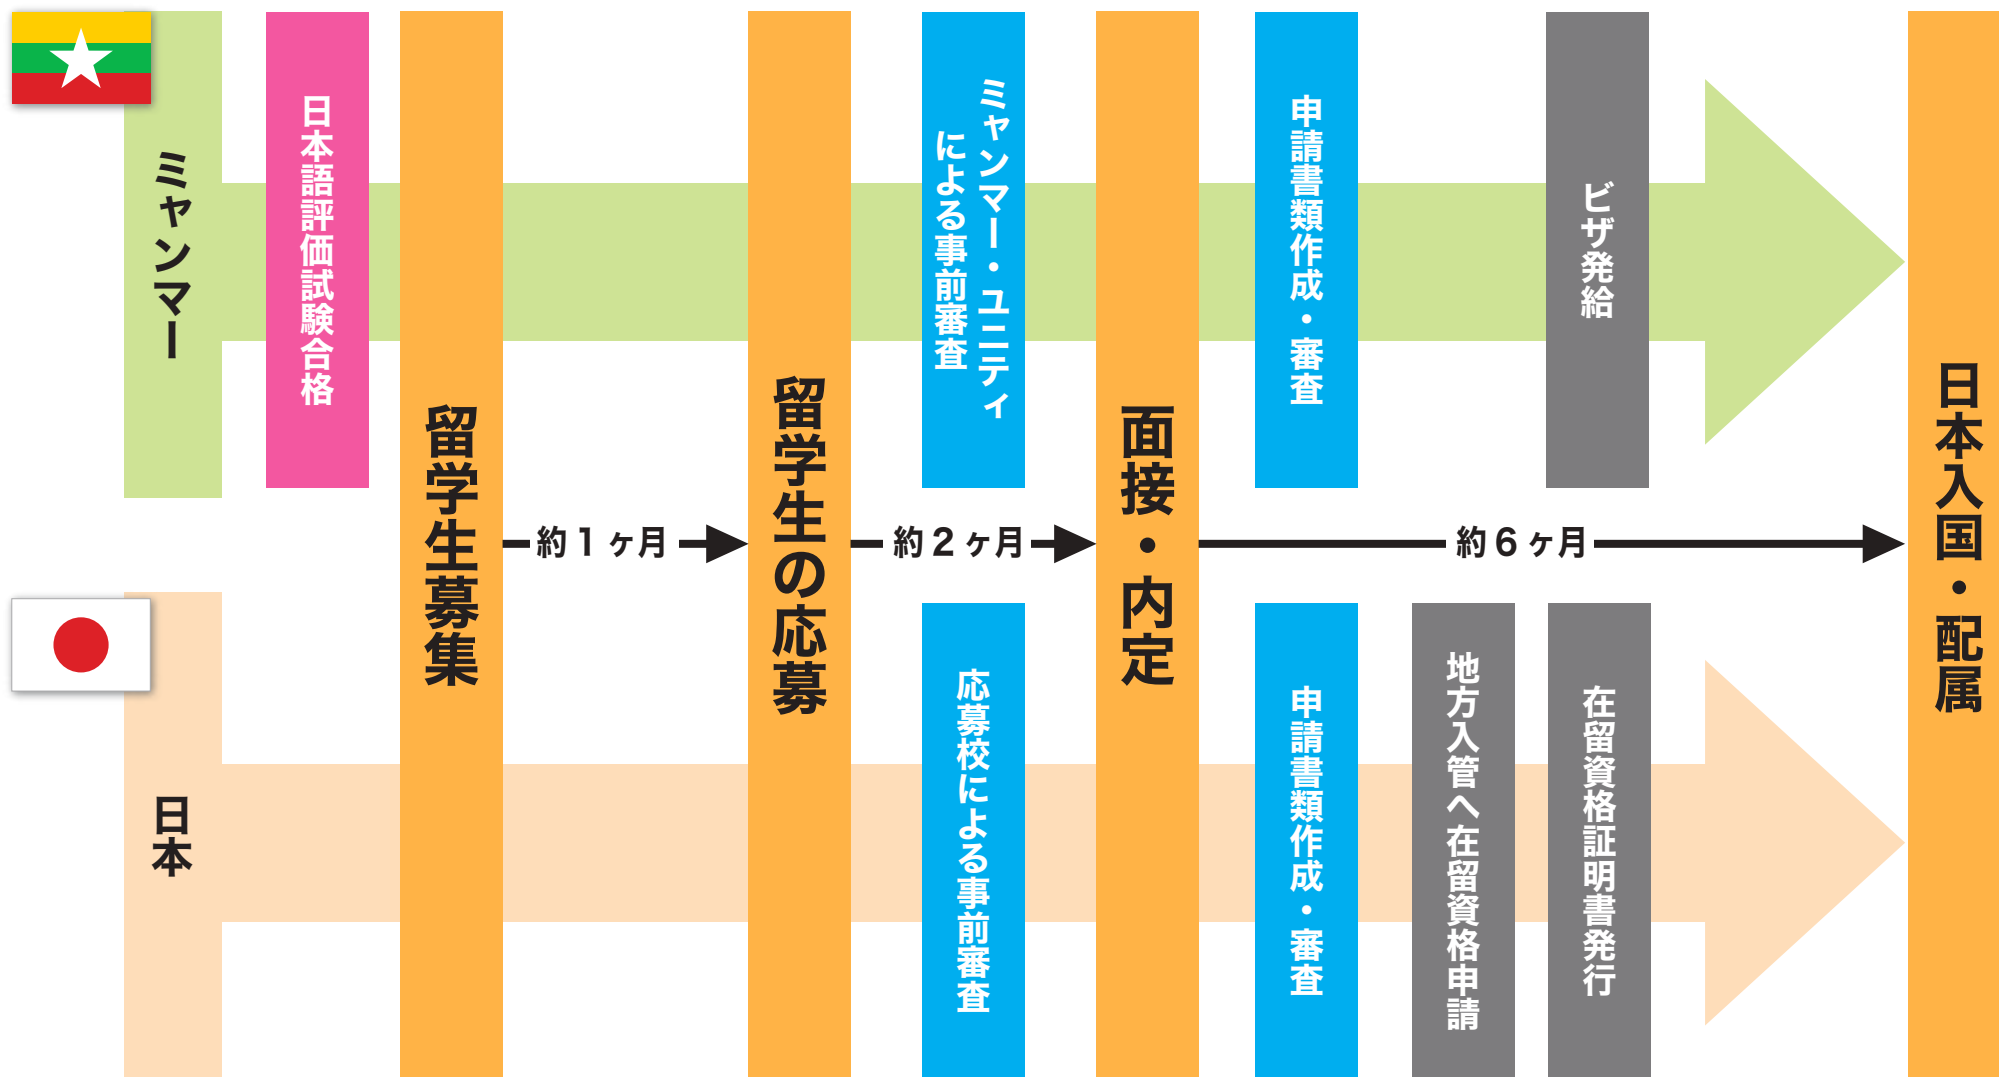 ミャンマー
日本語評価試験合格
留学生募集
約1ヶ月
留学生の応募
ミャンマー・ユニティ
による事前審査
約2ヶ月
面接・内定
申請書類作成・審査
ビザ発給
約6ヶ月
日本入国・配属
日本
応募校による事前審査
申請書類作成・審査
地方入管へ在留資格申請
在留資格証明書発行